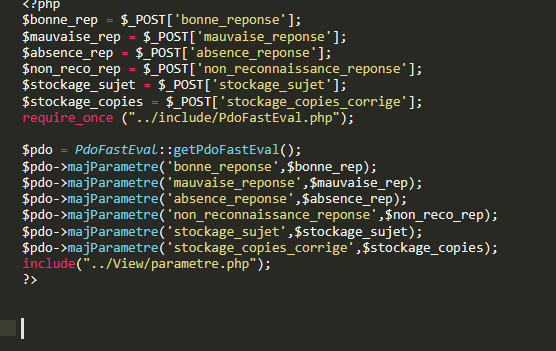 <?php
$bonne_rep = $_POST['bonne_reponse'];
$mauvaise_rep = $_POST['mauvaise_reponse'];
$absence_rep = $_POST['absence_reponse'];
$non_reco_rep = $_POST['non_reconnaissance_reponse'];
$stockage_sujet = $_POST['stockage_sujet'];
$stockage_copies = $_POST['stockage_copies_corrige'];
require_once ("../include/PdoFastEval.php");
$pdo = PdoFastEval::getPdoFastEval();
$pdo->majParametre('bonne_reponse',$bonne_rep);
$pdo->majParametre('mauvaise_reponse',$mauvaise_rep);
$pdo->majParametre('absence_reponse',$absence_rep);
$pdo->majParametre('non_reconnaissance_reponse',$non_reco_rep);
$pdo->majParametre('stockage_sujet',$stockage_sujet);
$pdo->majParametre('stockage_copies_corrige',$stockage_copies);
include("../View/parametre.php");
?>